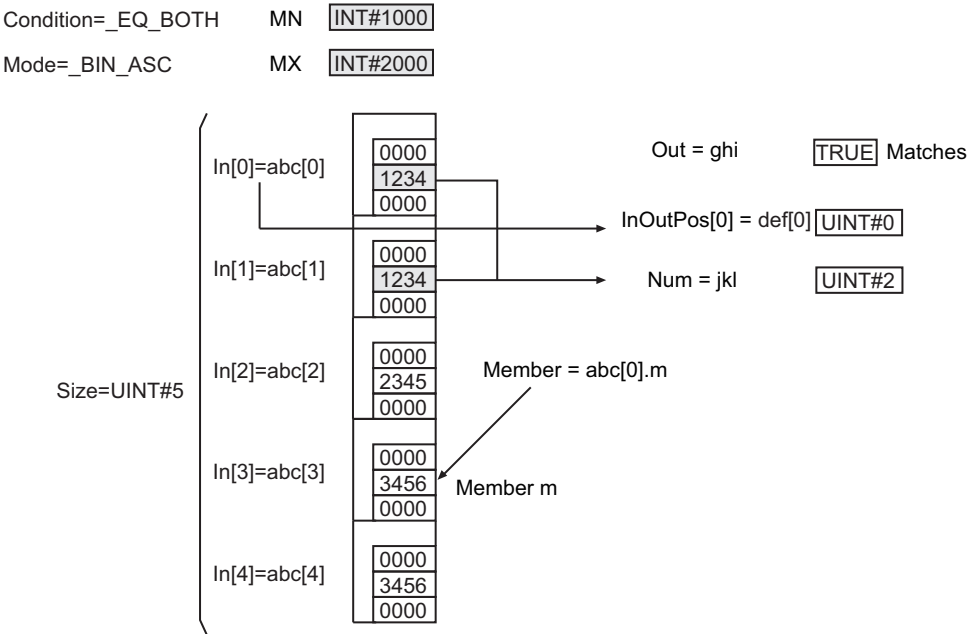 Condition=_EQ_BOTH MN INT#1000
Mode=_BIN_ASC MX INT#2000
In[0]=abc[0]
0000
1234
0000
Out = ghi TRUE Matches
InOutPos[0] = def[0] UINT#0
In[1]=abc[1]
0000
1234
0000
Num = jkl UINT#2
Size=UINT#5
In[2]=abc[2]
0000
2345
0000
Member = abc[0].m
In[3]=abc[3]
0000
3456
0000
Member m
In[4]=abc[4]
0000
3456
0000